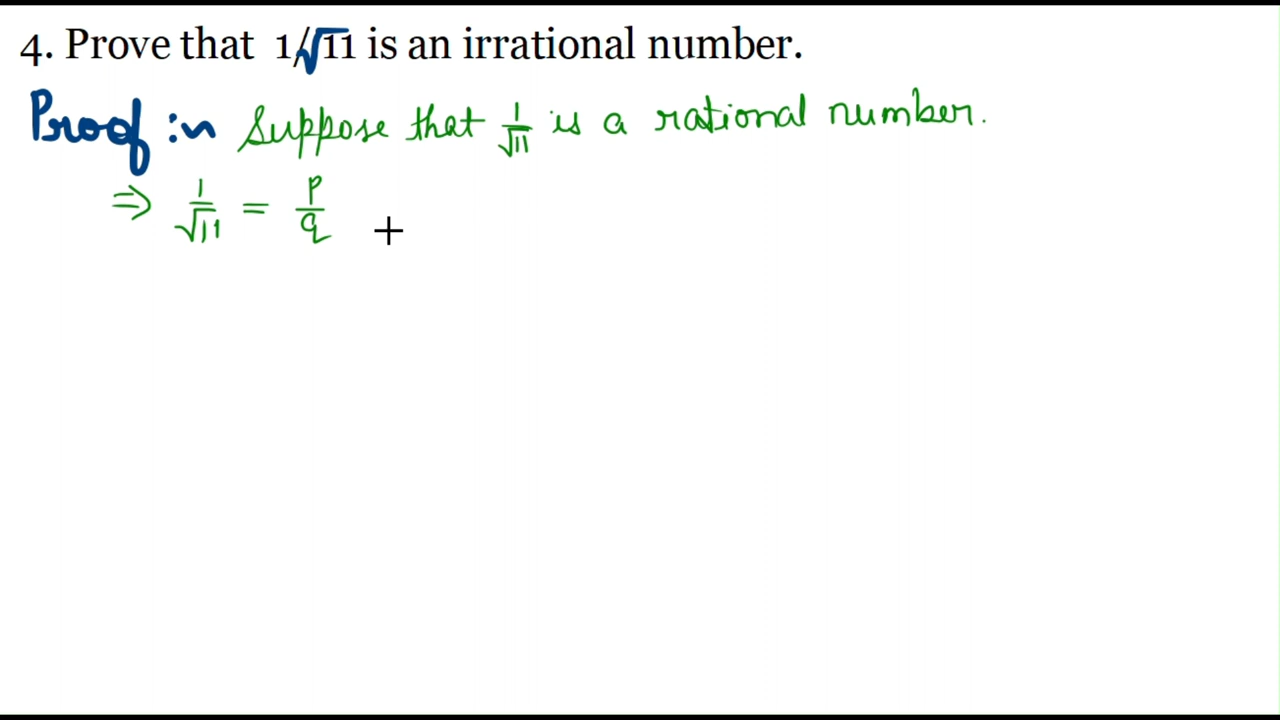 4. Prove that 1/√11 is an irrational number.
Proof :~ Suppose that 1/√11 is a rational number.
⇒ 1/√11 = p/q